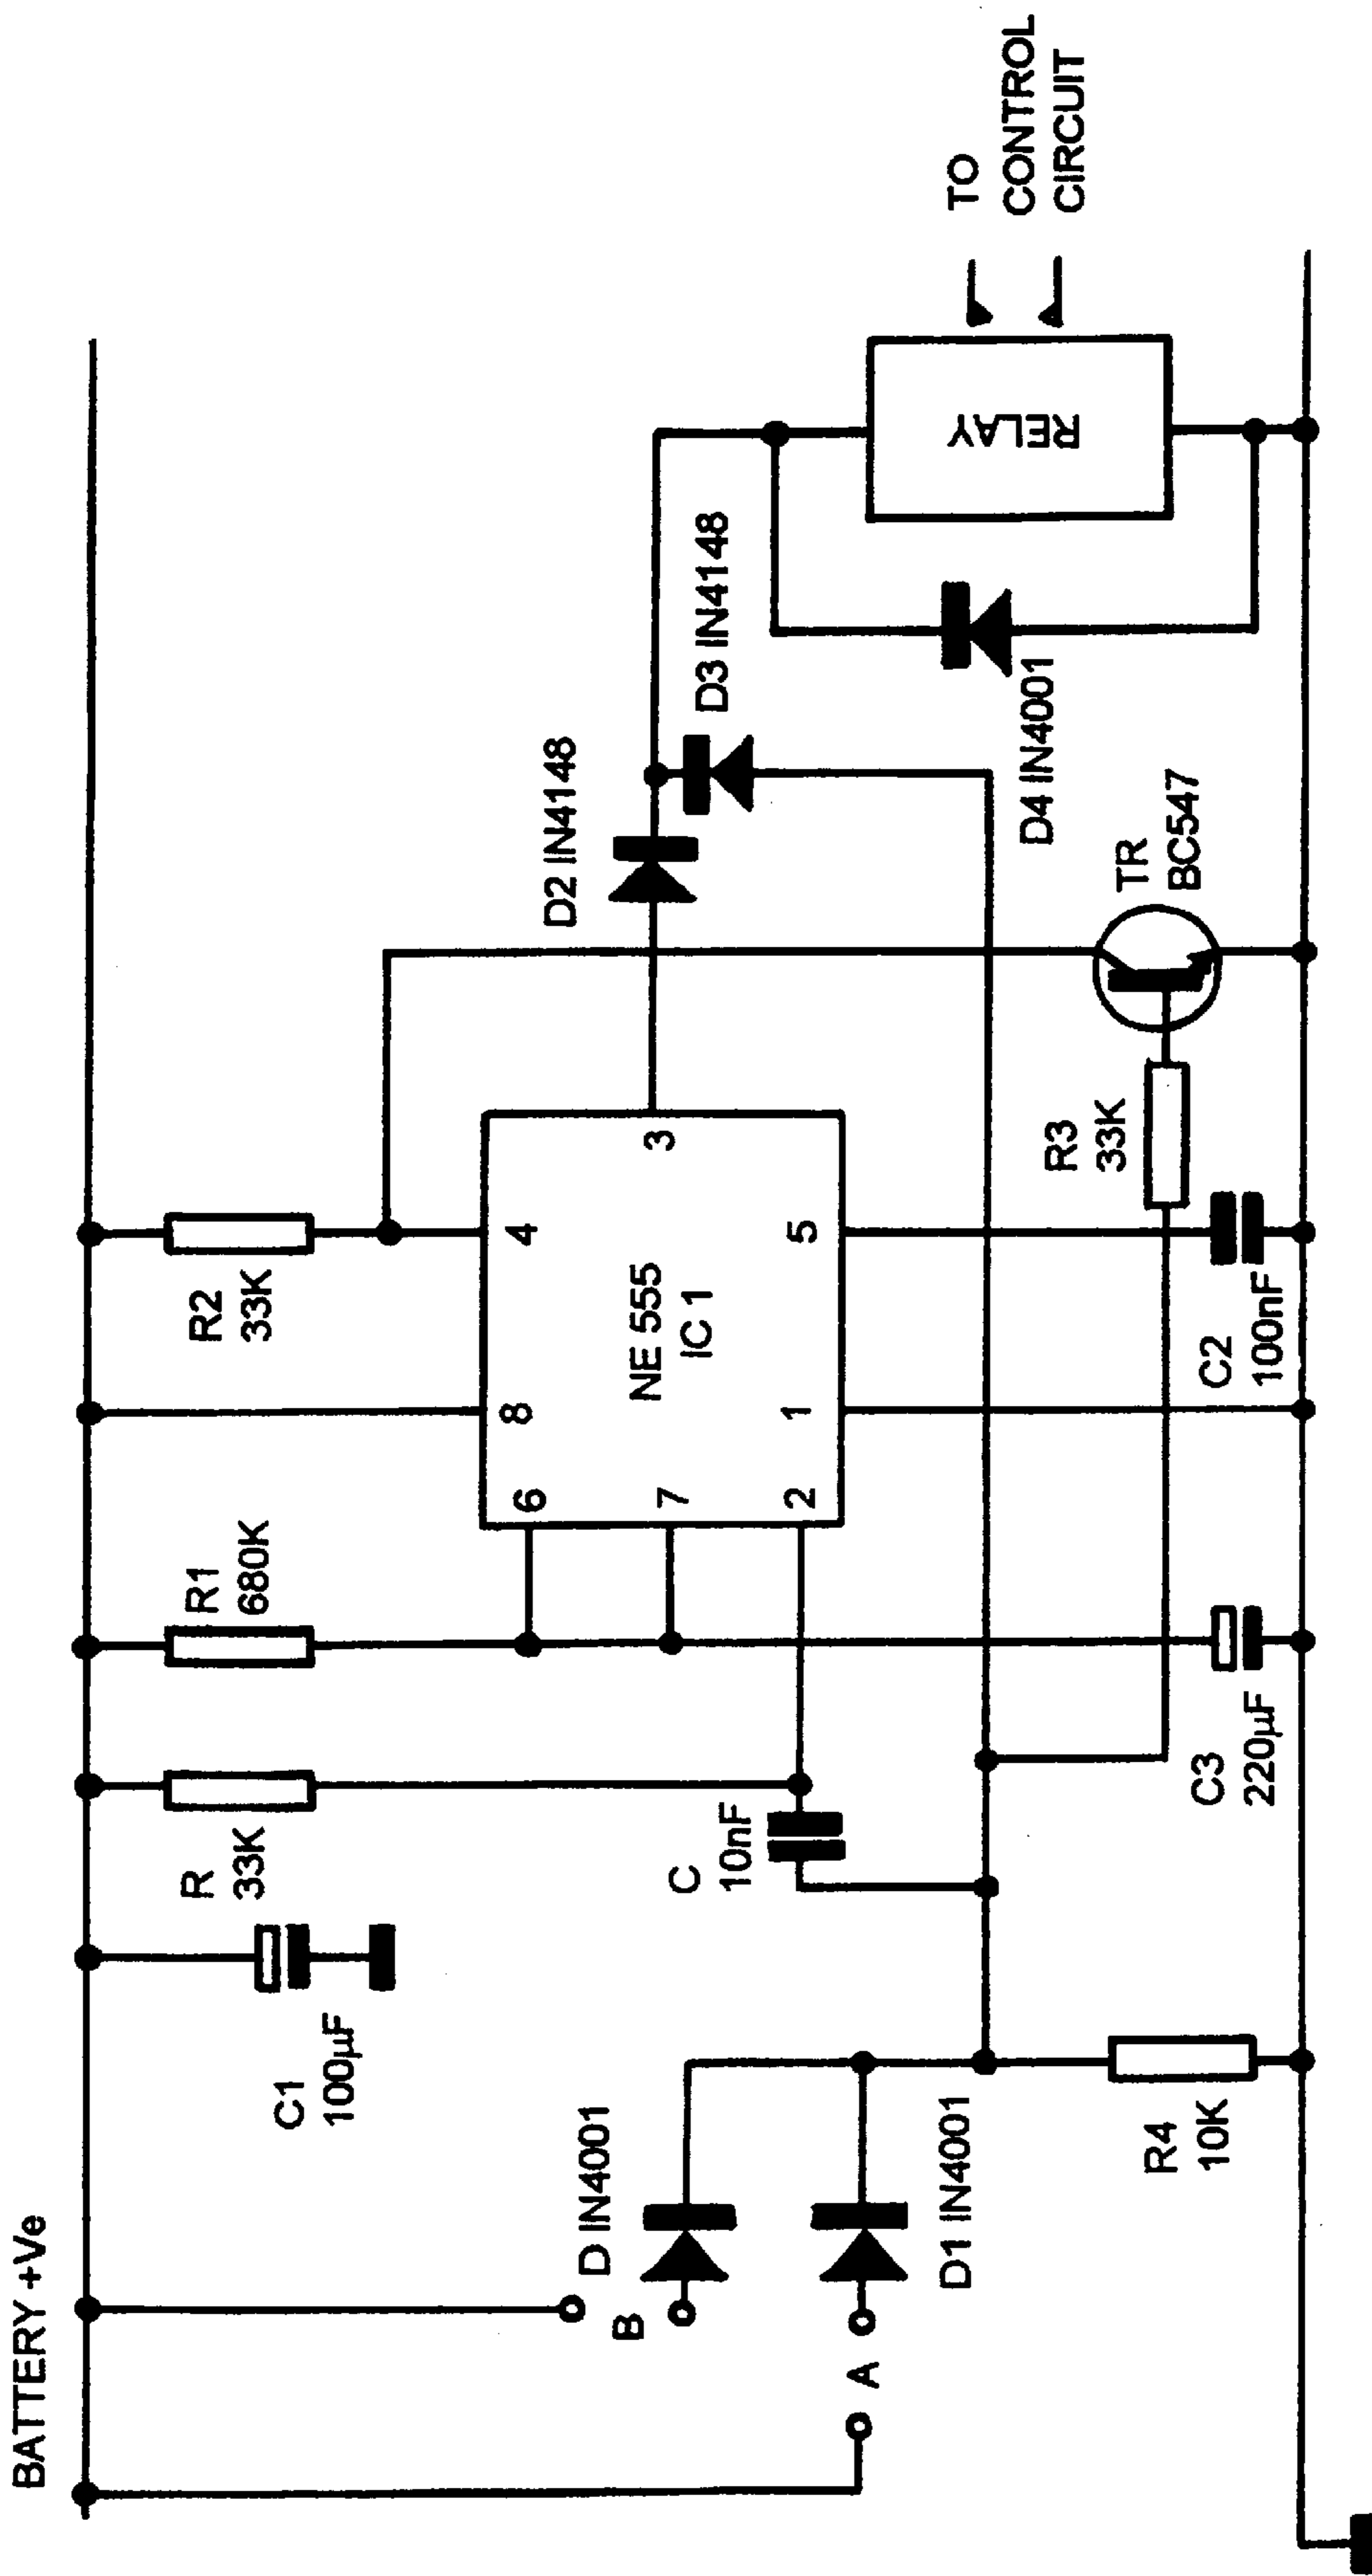 BATTERY +Ve
C1
100µF
R
33K
R1
680K
R2
33K
D IN4001
B
A
D1 IN4001
C
10nF
6
8
4
7
NE 555
IC 1
3
2
1
5
D2 IN4148
D3 IN4148
D4 IN4001
RELAY
TO
CONTROL
CIRCUIT
TR
BC547
R3
33K
R4
10K
C3
220µF
C2
100nF